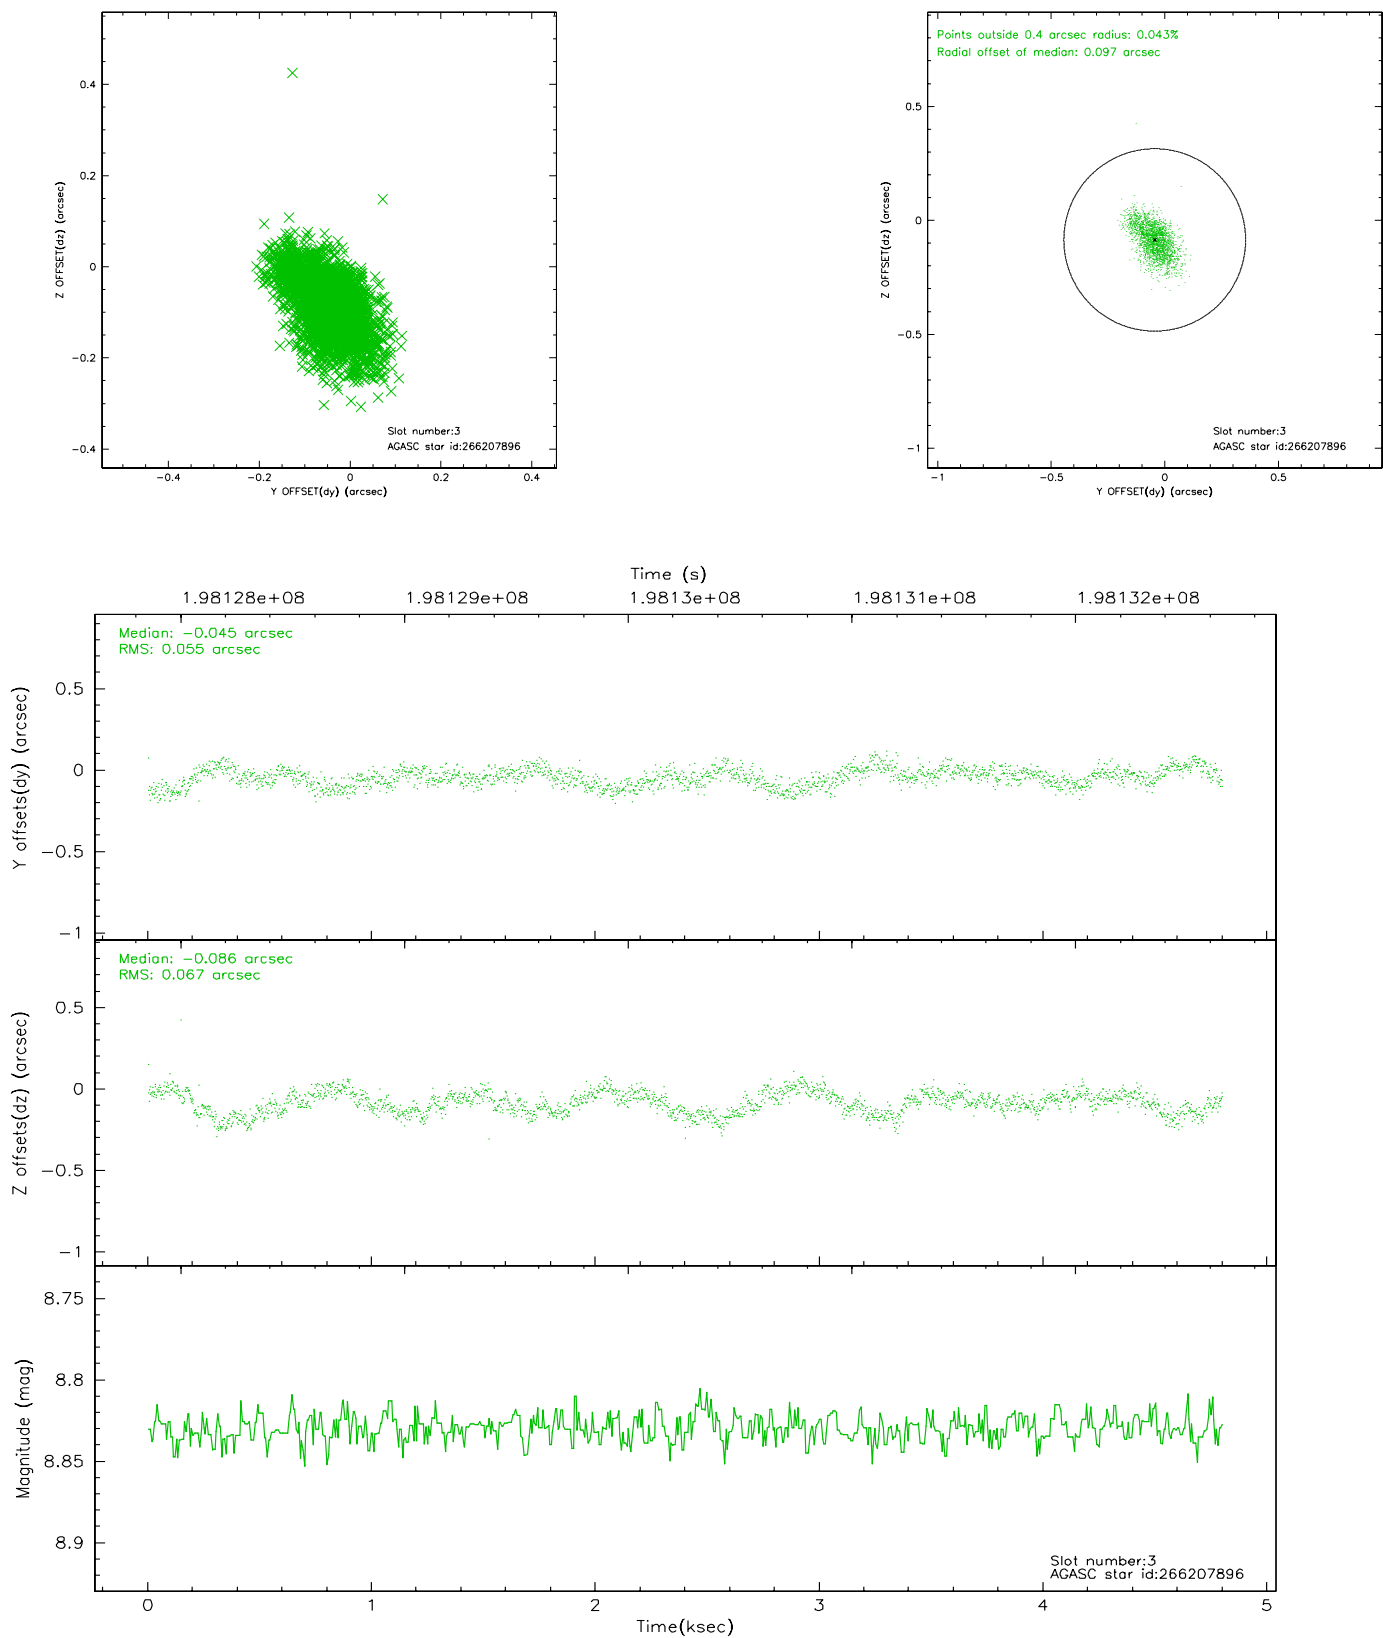 0.4
0.2
0
−0.2
−0.4
Z OFFSET(dz) (arcsec)
−0.4
−0.2
0
0.2
0.4
Y OFFSET(dy) (arcsec)
Slot number:3
AGASC star id:266207896
Points outside 0.4 arcsec radius: 0.043%
Radial offset of median: 0.097 arcsec
0.5
0
−0.5
−1
Z OFFSET(dz) (arcsec)
−1
−0.5
0
0.5
Y OFFSET(dy) (arcsec)
Slot number:3
AGASC star id:266207896
Time (s)
1.98128e+08
1.98129e+08
1.9813e+08
1.98131e+08
1.98132e+08
Median: −0.045 arcsec
RMS: 0.055 arcsec
0.5
0
−0.5
−1
Y offsets(dy) (arcsec)
Median: −0.086 arcsec
RMS: 0.067 arcsec
0.5
0
−0.5
−1
Z offsets(dz) (arcsec)
8.75
8.8
8.85
8.9
Magnitude (mag)
Slot number:3
AGASC star id:266207896
0
1
2
3
4
5
Time(ksec)